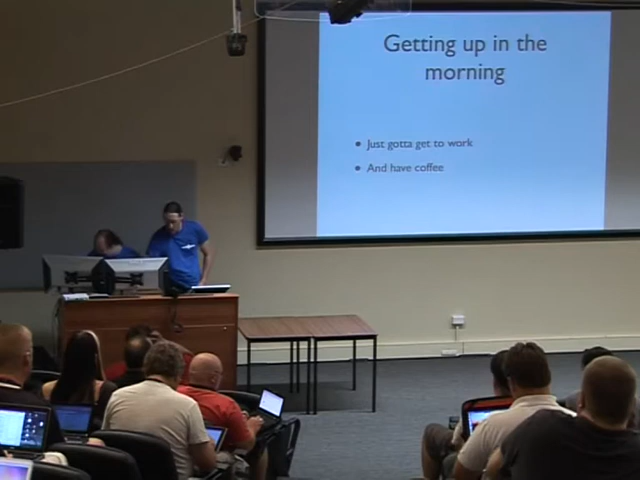 Getting up in the
morning
• Just gotta get to work
• And have coffee